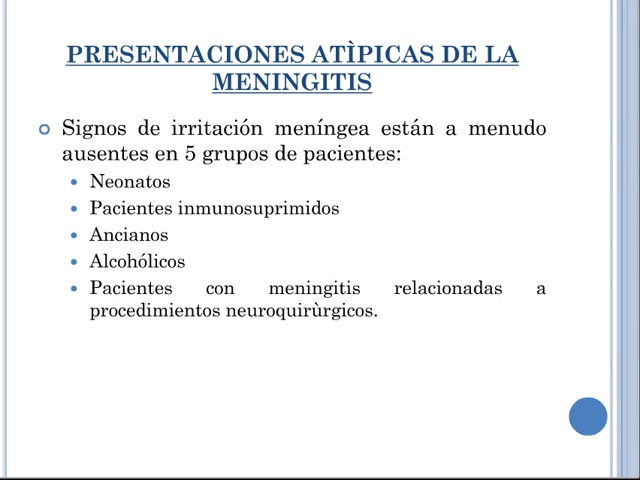 PRESENTACIONES ATÌPICAS DE LA
MENINGITIS
Signos de irritación meníngea están a menudo
ausentes en 5 grupos de pacientes:
Neonatos
Pacientes inmunosuprimidos
Ancianos
Alcohólicos
Pacientes con meningitis relacionadas a
procedimientos neuroquirùrgicos.